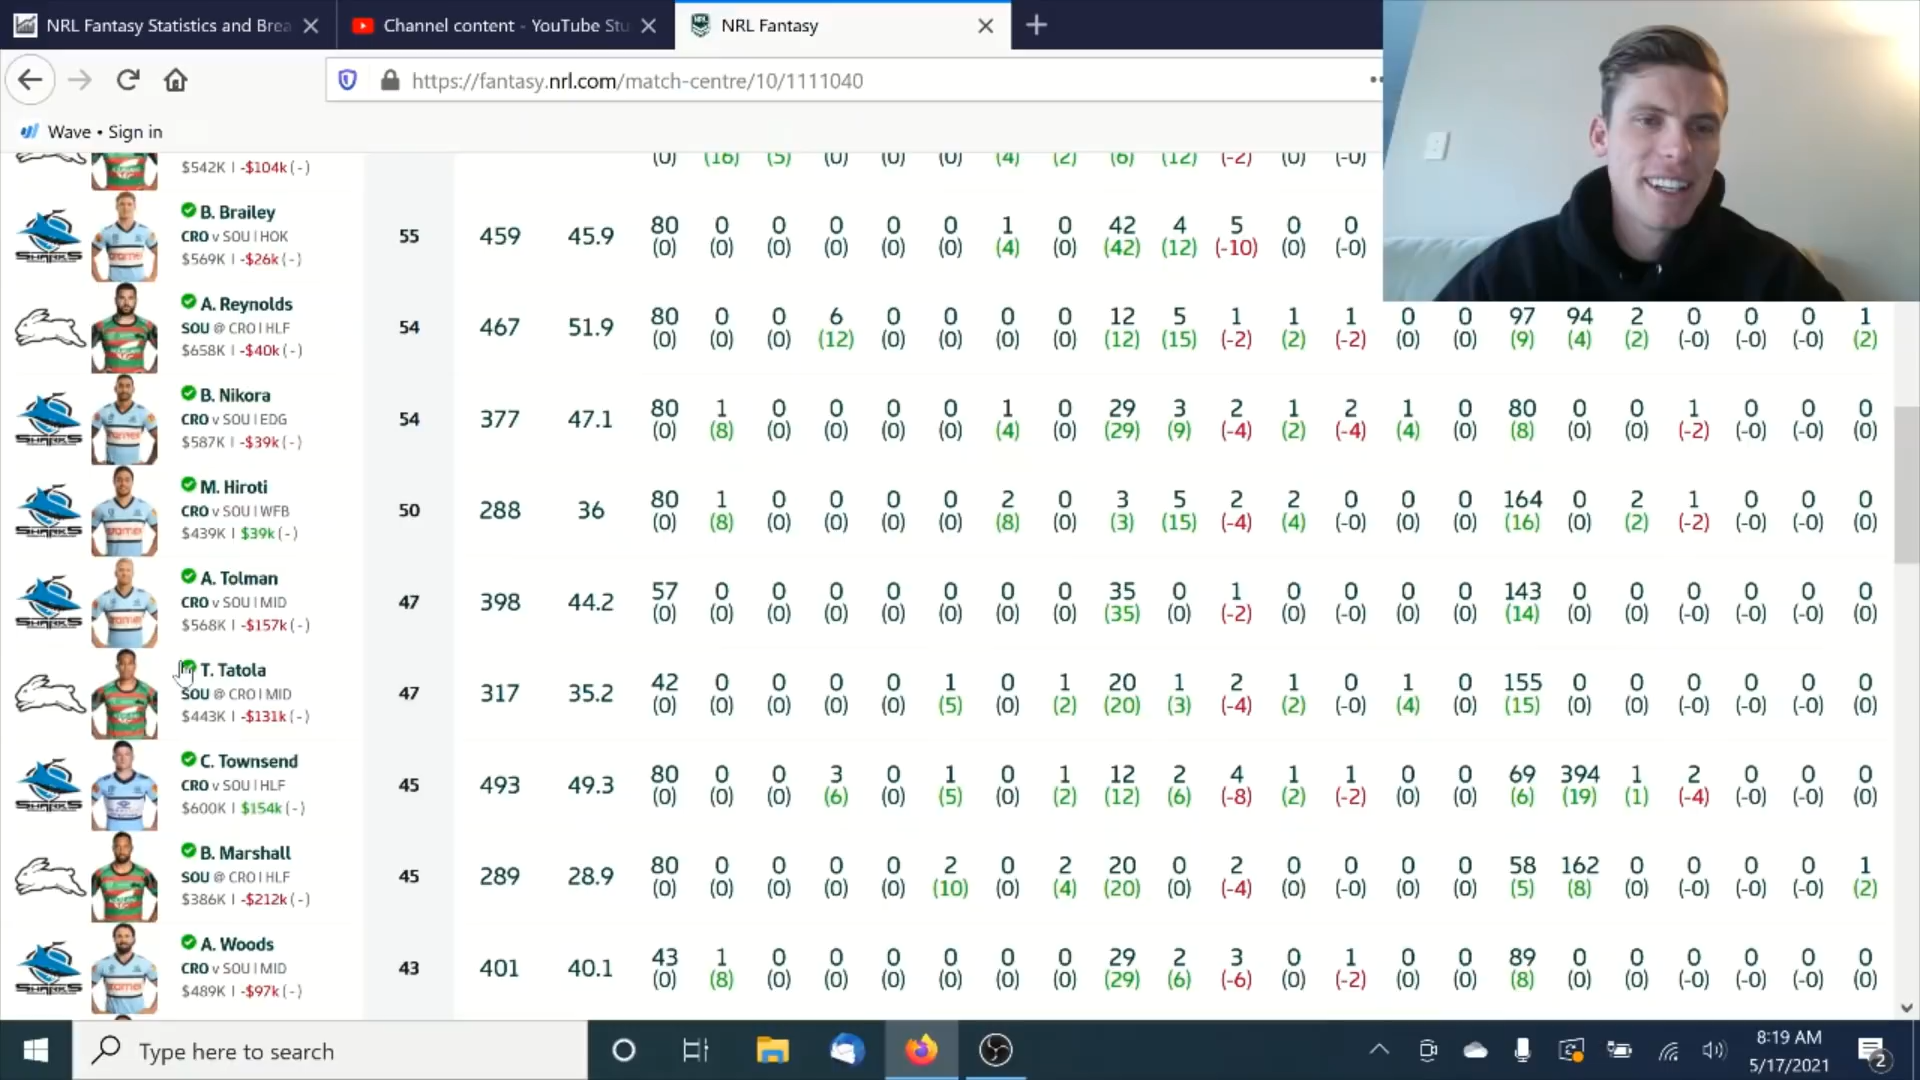 NRL Fantasy Statistics and Brea
Channel content - YouTube Stu
NRL Fantasy
https://fantasy.nrl.com/match-centre/10/1111040
Wave • Sign in
$542K | -$104k (-)
(0) (16) (5) (0) (0) (0) (4) (2) (6) (12) (-2) (0) (-0)
B. Brailey
CRO v SOU | HOK
$569K | -$26k (-)
55 459 45.9 80 0 0 0 0 0 1 0 42 4 5 0 0
(0) (0) (0) (0) (0) (0) (4) (0) (42) (12) (-10) (0) (-0)
A. Reynolds
SOU @ CRO | HLF
$658K | -$40k (-)
54 467 51.9 80 0 0 6 0 0 0 0 12 5 1 1 1 0 0 97 94 2 0 0 0 1
(0) (0) (0) (12) (0) (0) (0) (0) (12) (15) (-2) (2) (-2) (0) (0) (9) (4) (2) (-0) (-0) (-0) (2)
B. Nikora
CRO v SOU | EDG
$587K | -$39k (-)
54 377 47.1 80 1 0 0 0 0 1 0 29 3 2 1 2 1 0 80 0 0 1 0 0 0
(0) (8) (0) (0) (0) (0) (4) (0) (29) (9) (-4) (2) (-4) (4) (0) (8) (0) (0) (-2) (-0) (-0) (0)
M. Hiroti
CRO v SOU | WFB
$439K | $39k (-)
50 288 36 80 1 0 0 0 0 2 0 3 5 2 2 0 0 0 164 0 2 1 0 0 0
(0) (8) (0) (0) (0) (0) (8) (0) (3) (15) (-4) (4) (-0) (0) (0) (16) (0) (2) (-2) (-0) (-0) (0)
A. Tolman
CRO v SOU | MID
$568K | -$157k (-)
47 398 44.2 57 0 0 0 0 0 0 0 35 0 1 0 0 0 0 143 0 0 0 0 0 0
(0) (0) (0) (0) (0) (0) (0) (0) (35) (0) (-2) (0) (-0) (0) (0) (14) (0) (0) (-0) (-0) (-0) (0)
T. Tatola
SOU @ CRO | MID
$443K | -$131k (-)
47 317 35.2 42 0 0 0 0 1 0 1 20 1 2 1 0 1 0 155 0 0 0 0 0 0
(0) (0) (0) (0) (0) (5) (0) (2) (20) (3) (-4) (2) (-0) (4) (0) (15) (0) (0) (-0) (-0) (-0) (0)
C. Townsend
CRO v SOU | HLF
$600K | $154k (-)
45 493 49.3 80 0 0 3 0 1 0 1 12 2 4 1 1 0 0 69 394 1 2 0 0 0
(0) (0) (0) (6) (0) (5) (0) (2) (12) (6) (-8) (2) (-2) (0) (0) (6) (19) (1) (-4) (-0) (-0) (0)
B. Marshall
SOU @ CRO | HLF
$386K | -$212k (-)
45 289 28.9 80 0 0 0 0 2 0 2 20 0 2 0 0 0 0 58 162 0 0 0 0 1
(0) (0) (0) (0) (0) (10) (0) (4) (20) (0) (-4) (0) (-0) (0) (0) (5) (8) (0) (-0) (-0) (-0) (2)
A. Woods
CRO v SOU | MID
$489K | -$97k (-)
43 401 40.1 43 1 0 0 0 0 0 0 29 2 3 0 1 0 0 89 0 0 0 0 0 0
(0) (8) (0) (0) (0) (0) (0) (0) (29) (6) (-6) (0) (-2) (0) (0) (8) (0) (0) (-0) (-0) (-0) (0)
SHARKS
SHARKS
SHARKS
SHARKS
SHARKS
SHARKS
Type here to search
8:19 AM
5/17/2021
2